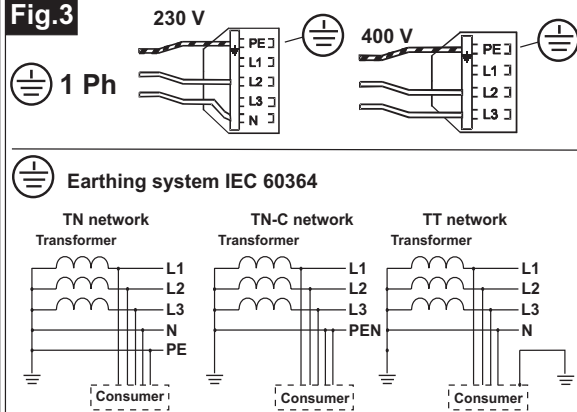 Fig.3
230 V
PE
L1
L2
L3
N
400 V
PE
L1
L2
L3
1 Ph
Earthing system IEC 60364
TN network
Transformer
L1
L2
L3
N
PE
Consumer
TN-C network
Transformer
L1
L2
L3
PEN
Consumer
TT network
Transformer
L1
L2
L3
N
Consumer